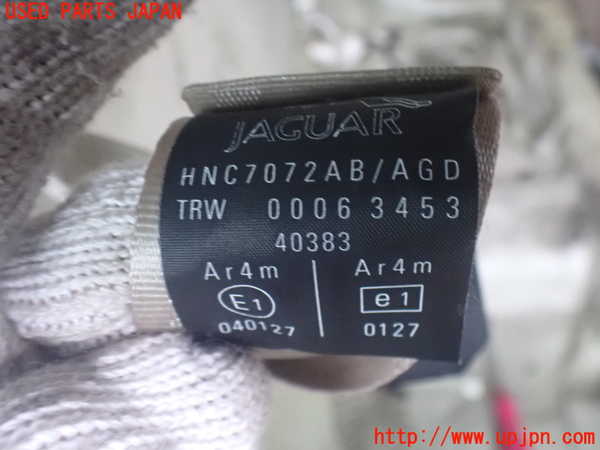 USED PARTS JAPAN
JAGUAR
HNC7072AB/AGD
TRW 00063453
40383
Ar4m Ar4m
E1 e1
040127 0127
http://www.upjpn.com